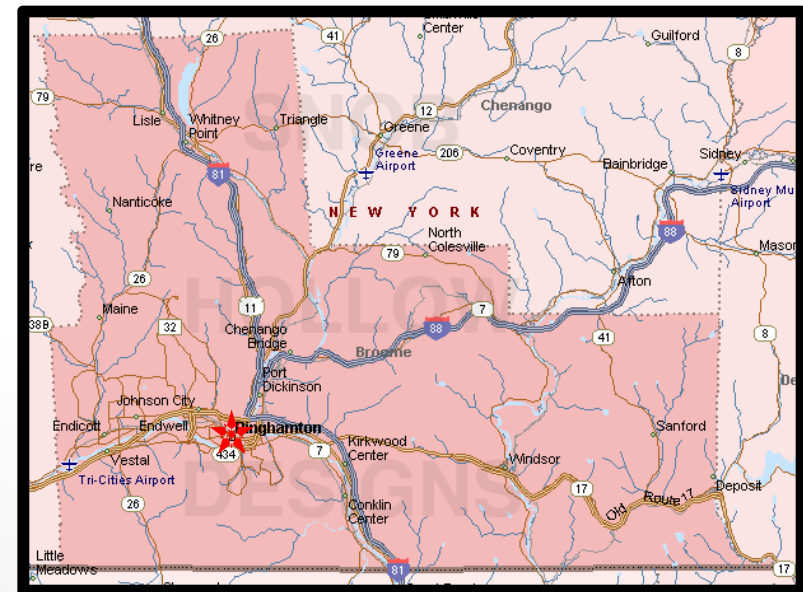 Center
Guilford
26
41
8
79
SNOB
12
Chenango
Lisle
Whitney
Point
Triangle
Greene
206
Coventry
Greene
Airport
Bainbridge
Sidney
Sidney Mu
Airport
81
re
Nanticoke
NEW YORK
North
Colesville
88
79
Mason
Afton
26
HOLLOW
11
7
38B
Maine
32
88
Chenango
Bridge
Broome
41
8
De
Port
Dickinson
Johnson City
Endicott
Endwell
Binghamton
434
7
Kirkwood
Center
Sanford
Vestal
Tri-Cities Airport
Windsor
DESIGNS
17
Old Route 17
Deposit
26
Conklin
Center
Little
Meadows
81
17